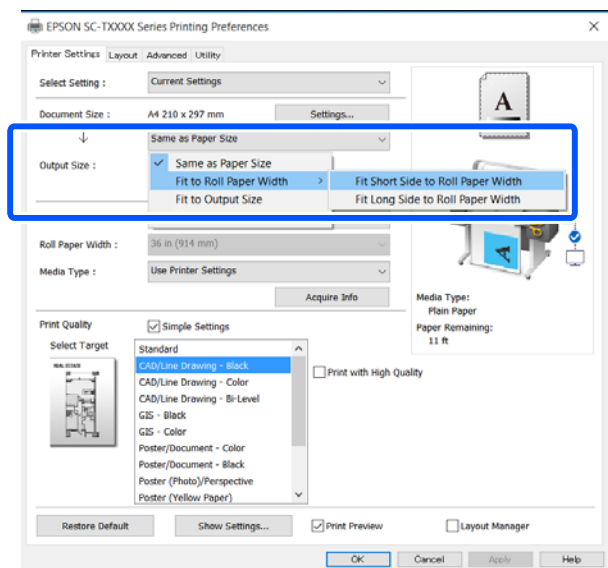 EPSON SC-TXXXX Series Printing Preferences
Printer Settings Layout Advanced Utility
Select Setting : Current Settings
Document Size : A4 210 x 297 mm Settings...
A
Same as Paper Size
Output Size : Same as Paper Size
Fit to Roll Paper Width Fit Short Side to Roll Paper Width
Fit to Output Size Fit Long Side to Roll Paper Width
Roll Paper Width : 36 in (914 mm)
A
Media Type : Use Printer Settings
Acquire Info
Media Type:
Plain Paper
Paper Remaining:
11 ft
Print Quality Simple Settings
Select Target
REAL ESTATE
Standard
CAD/Line Drawing - Black
CAD/Line Drawing - Color
CAD/Line Drawing - Bi-Level
GIS - Black
GIS - Color
Poster/Document - Color
Poster/Document - Black
Poster (Photo)/Perspective
Poster (Yellow Paper)
Print with High Quality
Restore Default Show Settings... Print Preview Layout Manager
OK Cancel Apply Help